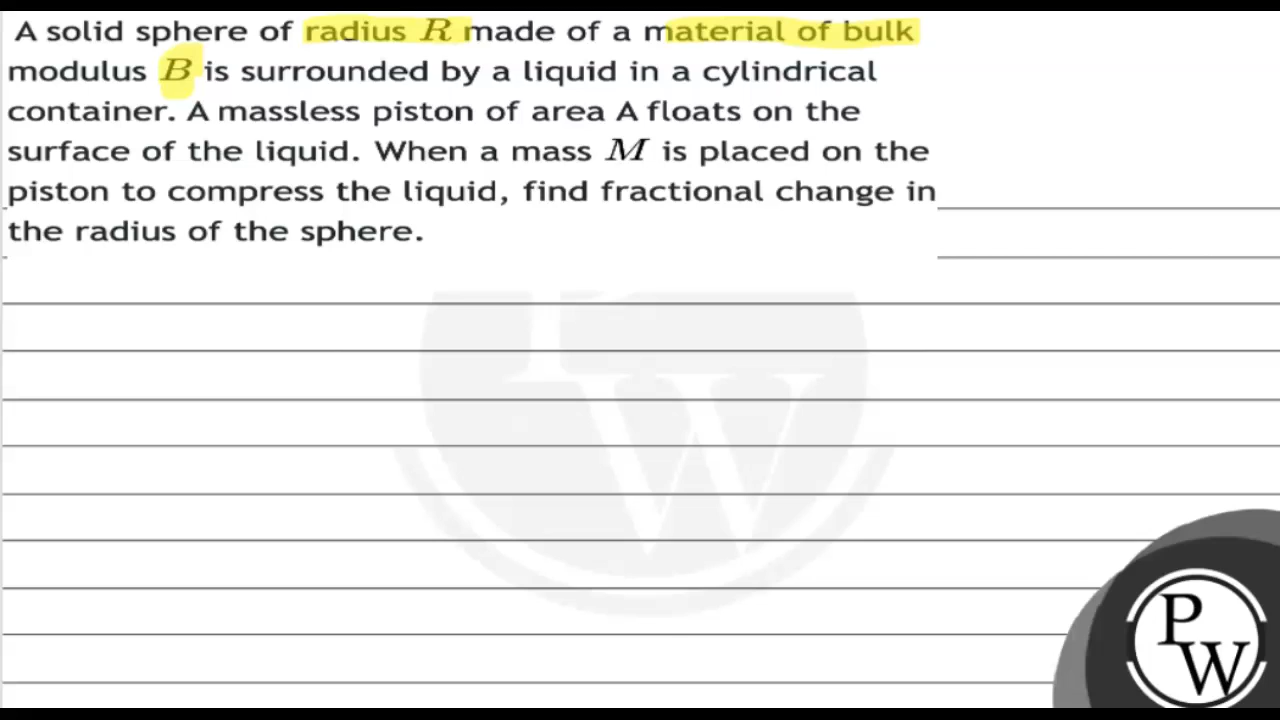 A solid sphere of radius R made of a material of bulk
modulus B is surrounded by a liquid in a cylindrical
container. A massless piston of area A floats on the
surface of the liquid. When a mass M is placed on the
piston to compress the liquid, find fractional change in
the radius of the sphere.
PW